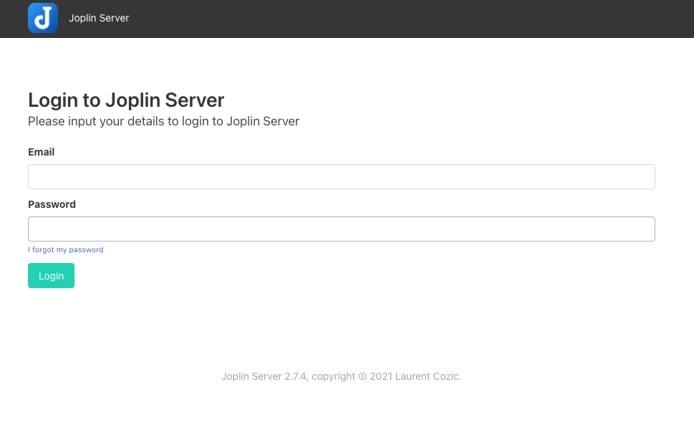 Joplin Server
Login to Joplin Server
Please input your details to login to Joplin Server
Email
Password
I forgot my password
Login
Joplin Server 2.7.4, copyright © 2021 Laurent Cozic.